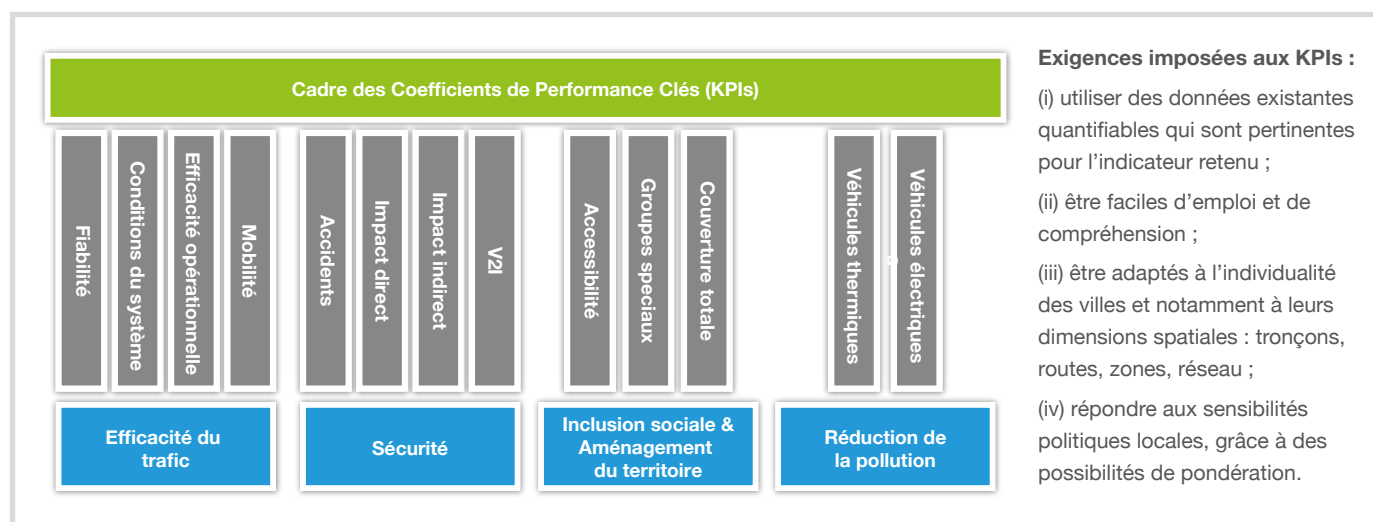 Cadre des Coefficients de Performance Clés (KPIs)
Fiabilité
Conditions du système
Efficacité opérationnelle
Mobilité
Accidents
Impact direct
Impact indirect
V2I
Accessibilité
Groupes speciaux
Couverture totale
Véhicules thermiques
Véhicules électriques
Efficacité du
trafic
Sécurité
Inclusion sociale &
Aménagement
du territoire
Réduction de
la pollution
Exigences imposées aux KPIs :
(i) utiliser des données existantes
quantifiables qui sont pertinentes
pour l’indicateur retenu ;
(ii) être faciles d’emploi et de
compréhension ;
(iii) être adaptés à l’individualité
des villes et notamment à leurs
dimensions spatiales : tronçons,
routes, zones, réseau ;
(iv) répondre aux sensibilités
politiques locales, grâce à des
possibilités de pondération.